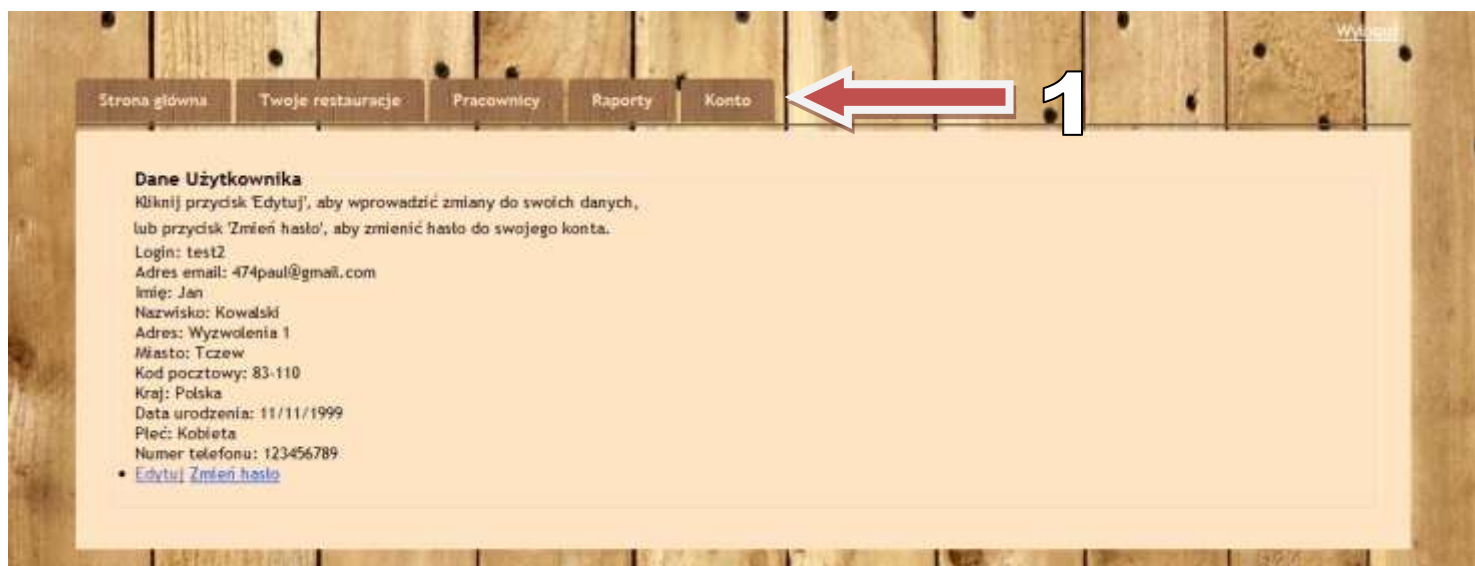 Wyloguj
Strona główna Twoje restauracje Pracownicy Raporty Konto
1
Dane Użytkownika
Kliknij przycisk 'Edytuj', aby wprowadzić zmiany do swoich danych,
lub przycisk 'Zmień hasło', aby zmienić hasło do swojego konta.
Login: test2
Adres email: 474paul@gmail.com
Imię: Jan
Nazwisko: Kowalski
Adres: Wyzwolenia 1
Miasto: Tczew
Kod pocztowy: 83-110
Kraj: Polska
Data urodzenia: 11/11/1999
Płeć: Kobieta
Numer telefonu: 123456789
Edytuj Zmień hasło